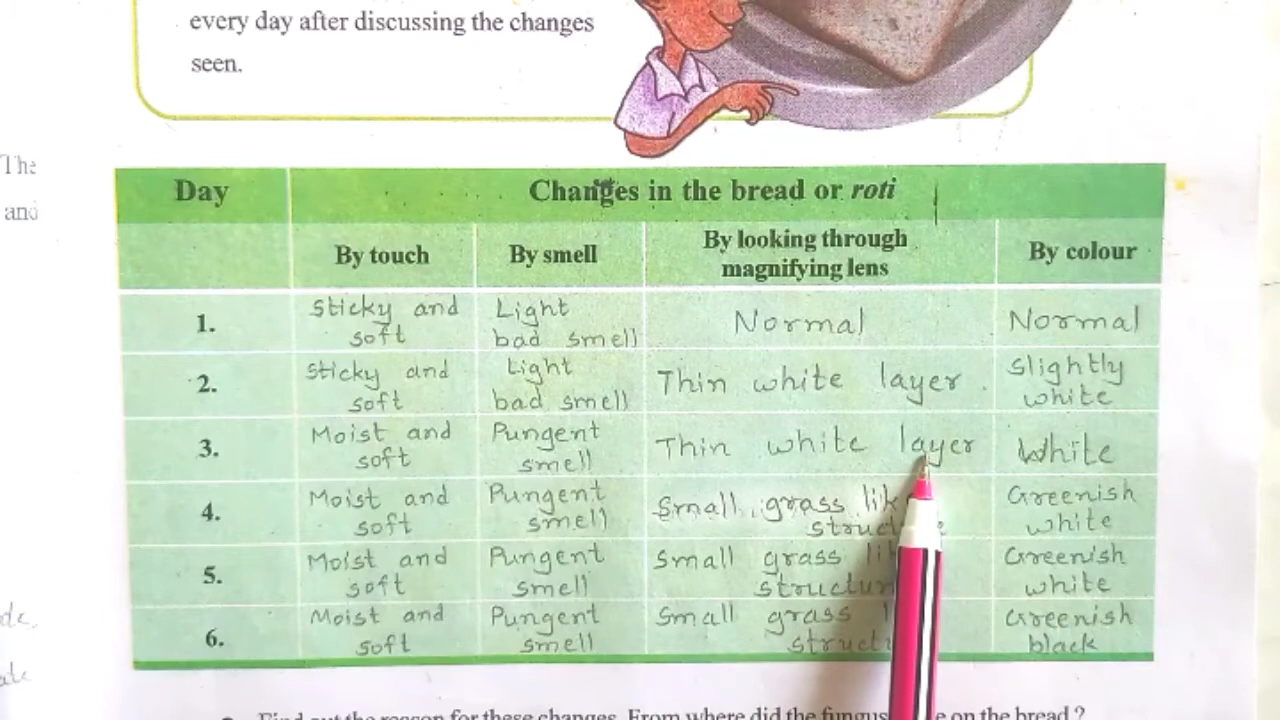 every day after discussing the changes
seen.
The
and
Day
Changes in the bread or roti
By touch
By smell
By looking through
magnifying lens
By colour
1.
Sticky and
soft
Light
bad smell
Normal
Normal
2.
Sticky and
soft
Light
bad smell
Thin white layer.
Slightly
white
3.
Moist and
soft
Pungent
smell
Thin white layer
White
4.
Moist and
soft
Pungent
smell
Small grass
Greenish
white
5.
Moist and
soft
Pungent
smell
Small grass
Greenish
white
6.
Moist and
soft
Pungent
smell
Small grass
Greenish
black
Find out the reason for these changes. From where did the fungus on the bread ?